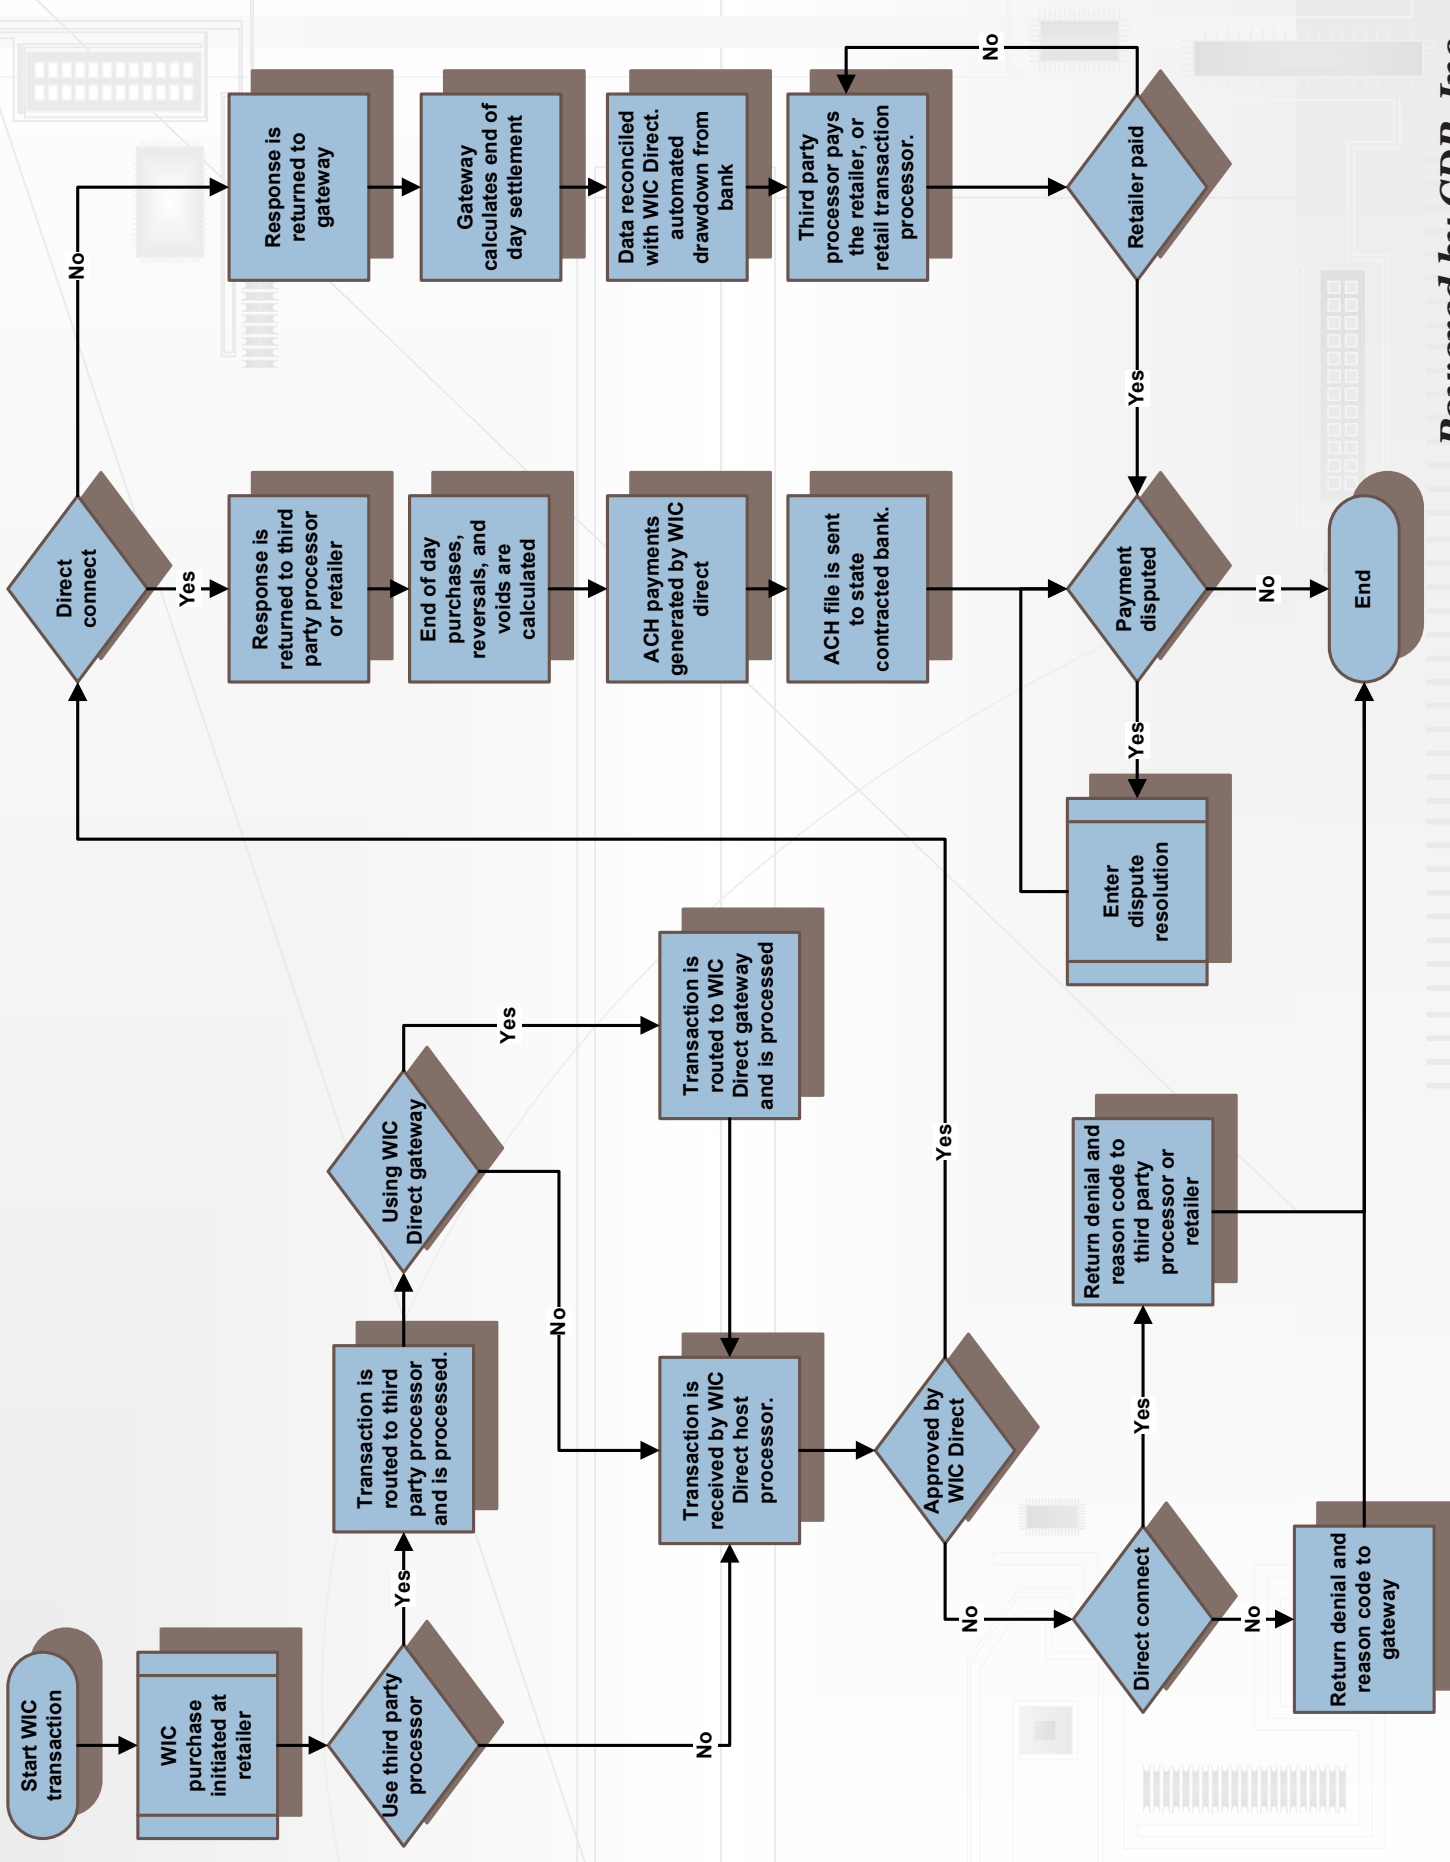 Start WIC
transaction
WIC
purchase
initiated at
retailer
Use third party
processor
Yes
No
Transaction is
routed to third
party processor
and is processed.
Using WIC
Direct gateway
Yes
No
Transaction is
routed to WIC
Direct gateway
and is processed
Transaction is
received by WIC
Direct host
processor.
Approved by
WIC Direct
Yes
No
Direct connect
Yes
No
Return denial and
reason code to
third party
processor or
retailer
Return denial and
reason code to
gateway
Direct
connect
Yes
No
Response is
returned to third
party processor
or retailer
End of day
purchases,
reversals, and
voids are
calculated
ACH payments
generated by WIC
direct
ACH file is sent
to state
contracted bank.
Payment
disputed
Yes
No
Enter
dispute
resolution
End
Response is
returned to
gateway
Gateway
calculates end of
day settlement
Data reconciled
with WIC Direct.
automated
drawdown from
bank
Third party
processor pays
the retailer, or
retail transaction
processor.
Retailer paid
No
Yes
by CDP, Inc